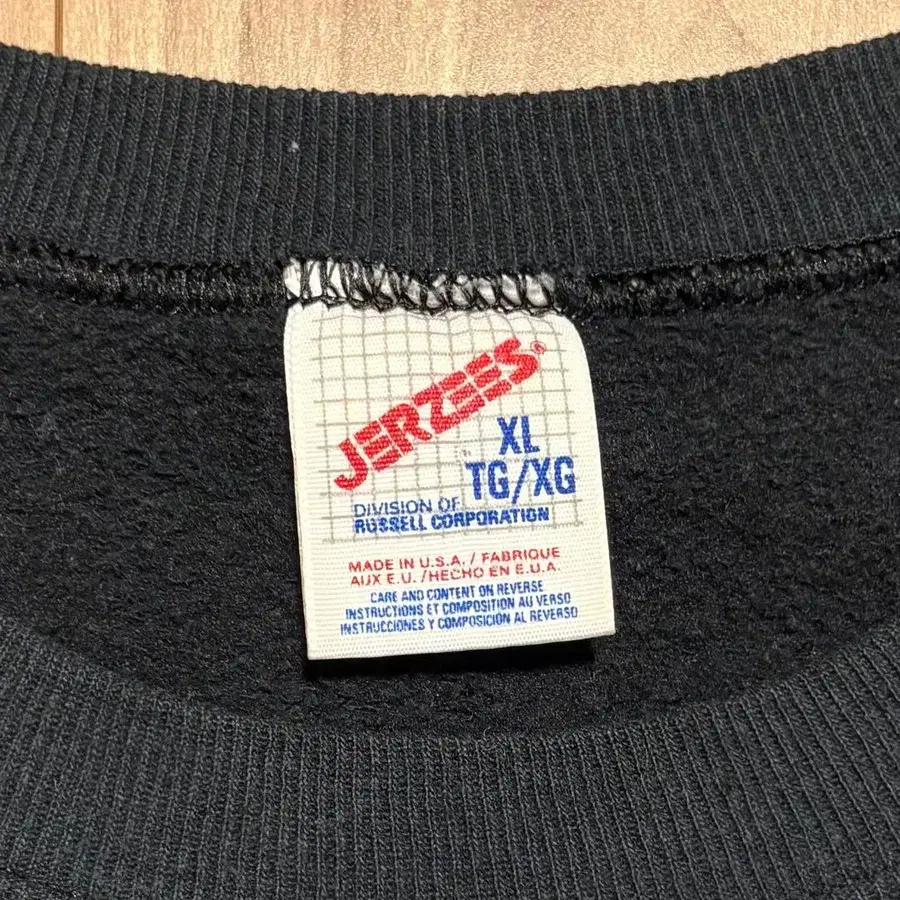 JERZEES®
XL
TG/XG
DIVISION OF
RUSSELL CORPORATION
MADE IN U.S.A. / FABRIQUE
AUX E.U. /HECHO EN E.U.A.
CARE AND CONTENT ON REVERSE
INSTRUCTIONS ET COMPOSITION AU VERSO
INSTRUCCIONES Y COMPOSICIÓN AL REVERSO